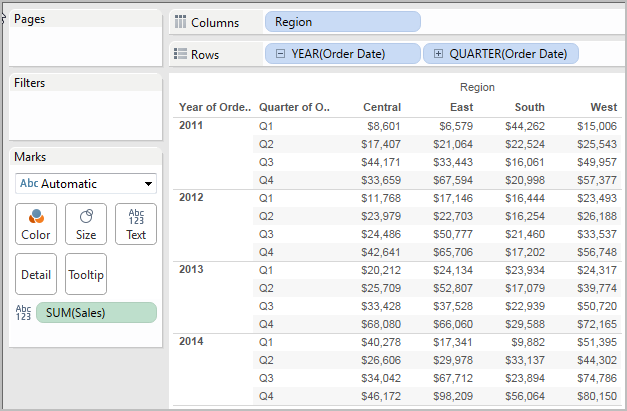 Pages
Columns Region
Rows YEAR(Order Date) QUARTER(Order Date)
Filters
Marks
Abc Automatic
Color Size Abc 123 Text
Detail Tooltip
Abc 123 SUM(Sales)
Region
Year of Orde.. Quarter of O.. Central East South West
2011 Q1 $8,601 $6,579 $44,262 $15,006
Q2 $17,407 $21,064 $22,524 $25,543
Q3 $44,171 $33,443 $16,061 $49,957
Q4 $33,659 $67,594 $20,998 $57,377
2012 Q1 $11,768 $17,146 $16,444 $23,493
Q2 $23,979 $22,703 $16,254 $26,188
Q3 $24,486 $50,777 $21,460 $33,537
Q4 $42,641 $65,706 $17,202 $56,748
2013 Q1 $20,212 $24,134 $23,934 $24,317
Q2 $25,709 $52,807 $17,079 $39,774
Q3 $33,428 $37,528 $22,939 $50,720
Q4 $68,080 $66,060 $29,588 $72,165
2014 Q1 $40,278 $17,341 $9,882 $51,395
Q2 $26,606 $29,978 $33,137 $44,302
Q3 $34,042 $67,712 $23,894 $74,786
Q4 $46,172 $98,209 $56,064 $80,150